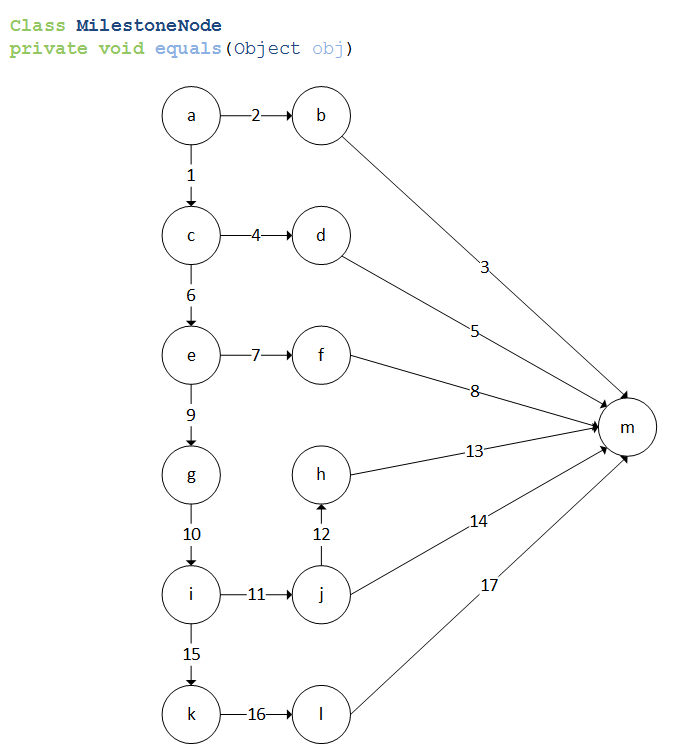 Class MilestoneNode
private void equals(Object obj)
a 2 b
1
3
c 4 d
6
5
e 7 f
8
9
m
13
g h
10 12
14
17
i 11 j
15
k 16 l